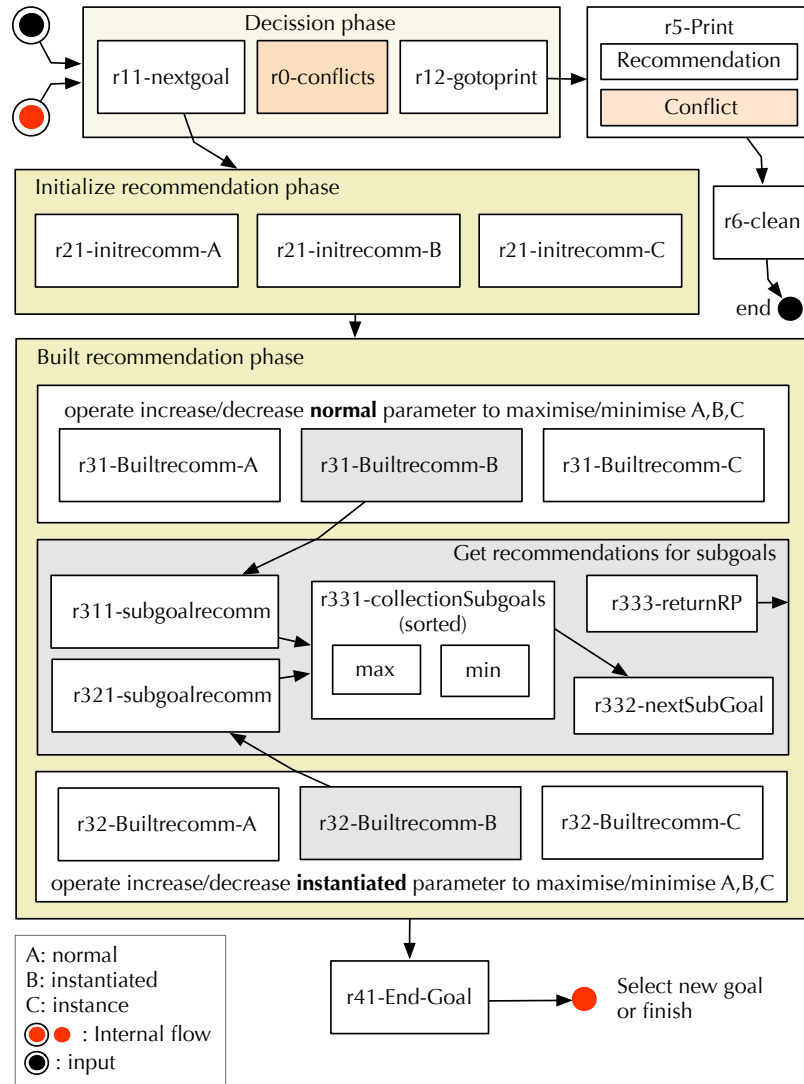 Decission phase
r11-nextgoal
r0-conflicts
r12-gotoprint
r5-Print
Recommendation
Conflict
Initialize recommendation phase
r21-initrecomm-A
r21-initrecomm-B
r21-initrecomm-C
r6-clean
end
Built recommendation phase
operate increase/decrease normal parameter to maximise/minimise A,B,C
r31-Builtrecomm-A
r31-Builtrecomm-B
r31-Builtrecomm-C
Get recommendations for subgoals
r311-subgoalrecomm
r331-collectionSubgoals
(sorted)
max
min
r333-returnRP
r321-subgoalrecomm
r332-nextSubGoal
r32-Builtrecomm-A
r32-Builtrecomm-B
r32-Builtrecomm-C
operate increase/decrease instantiated parameter to maximise/minimise A,B,C
A: normal
B: instantiated
C: instance
: Internal flow
: input
r41-End-Goal
Select new goal
or finish